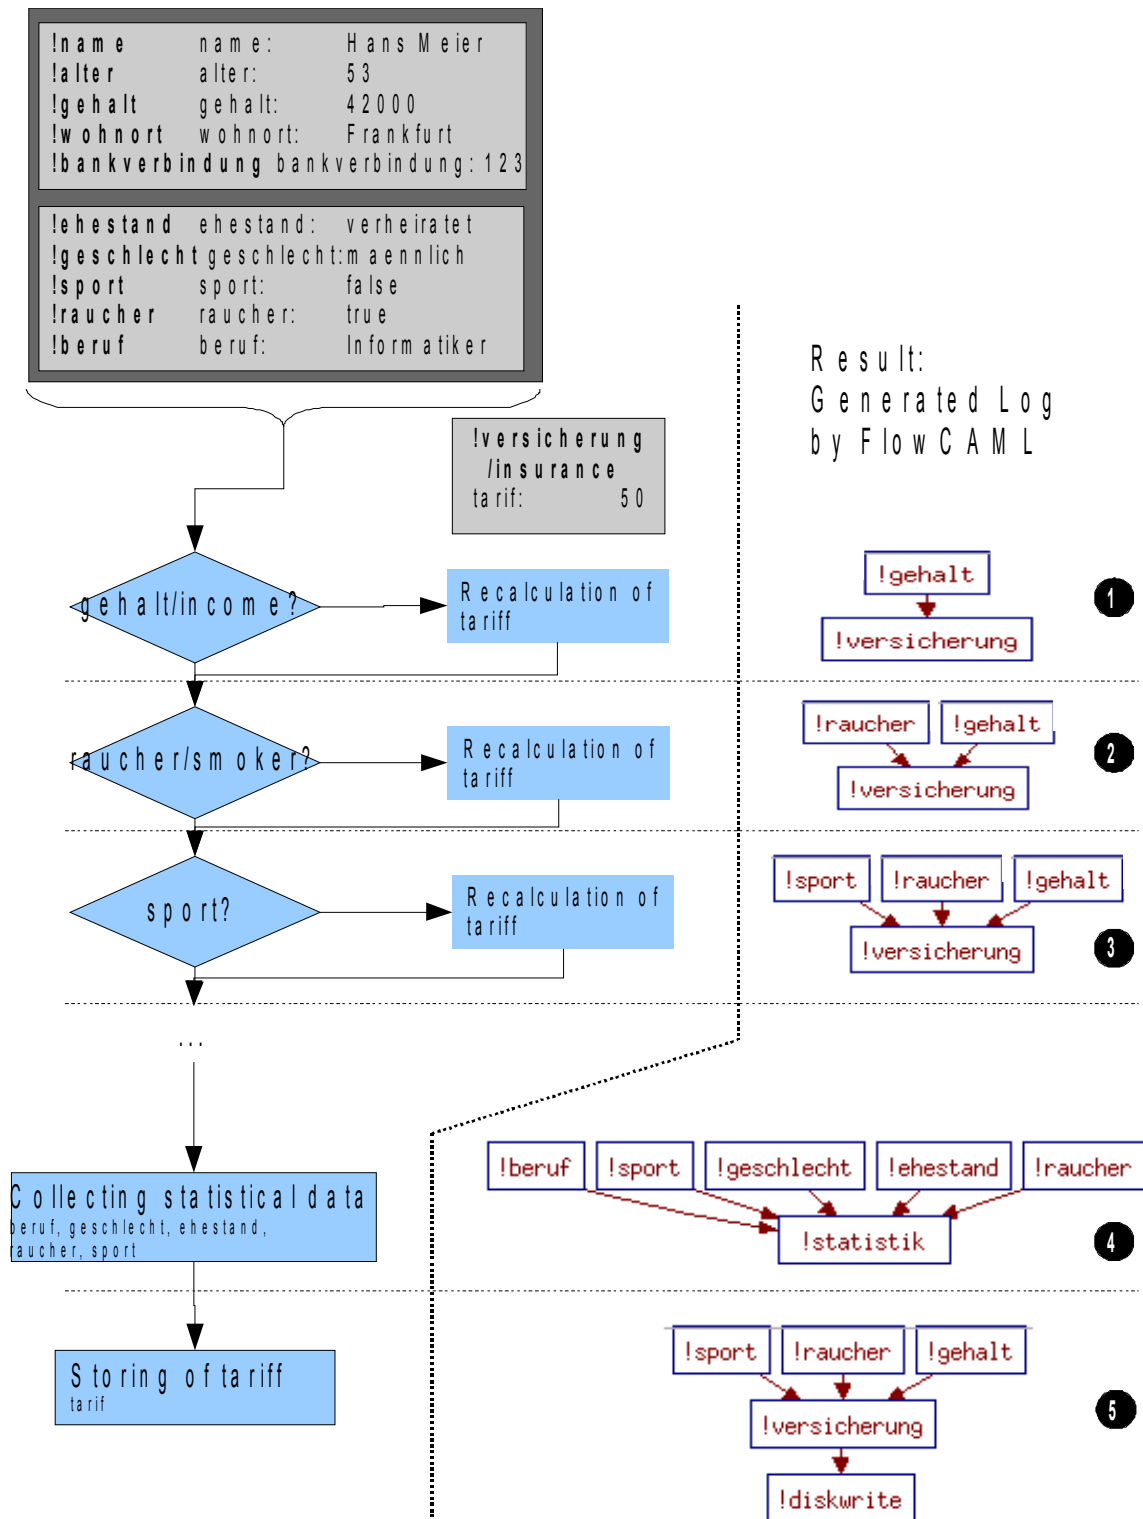 !name name: Hans Meier
!alter alter: 53
!gehalt gehalt: 42000
!wohnort wohnort: Frankfurt
!bankverbindung bankverbindung: 123
!ehestand ehestand: verheiratet
!geschlecht geschlecht: maennlich
!sport sport: false
!raucher raucher: true
!beruf beruf: Informatiker
Result:
Generated Log
by FlowCAML
!versicherung
/insurance
tarif: 50
gehalt/income?
Recalculation of
tariff
!gehalt
!versicherung
1
raucher/smoker?
Recalculation of
tariff
!raucher !gehalt
!versicherung
2
sport?
Recalculation of
tariff
!sport !raucher !gehalt
!versicherung
3
...
Collecting statistical data
beruf, geschlecht, ehestand,
raucher, sport
!beruf !sport !geschlecht !ehestand !raucher
!statistik
4
Storing of tariff
tarif
!sport !raucher !gehalt
!versicherung
!diskwrite
5